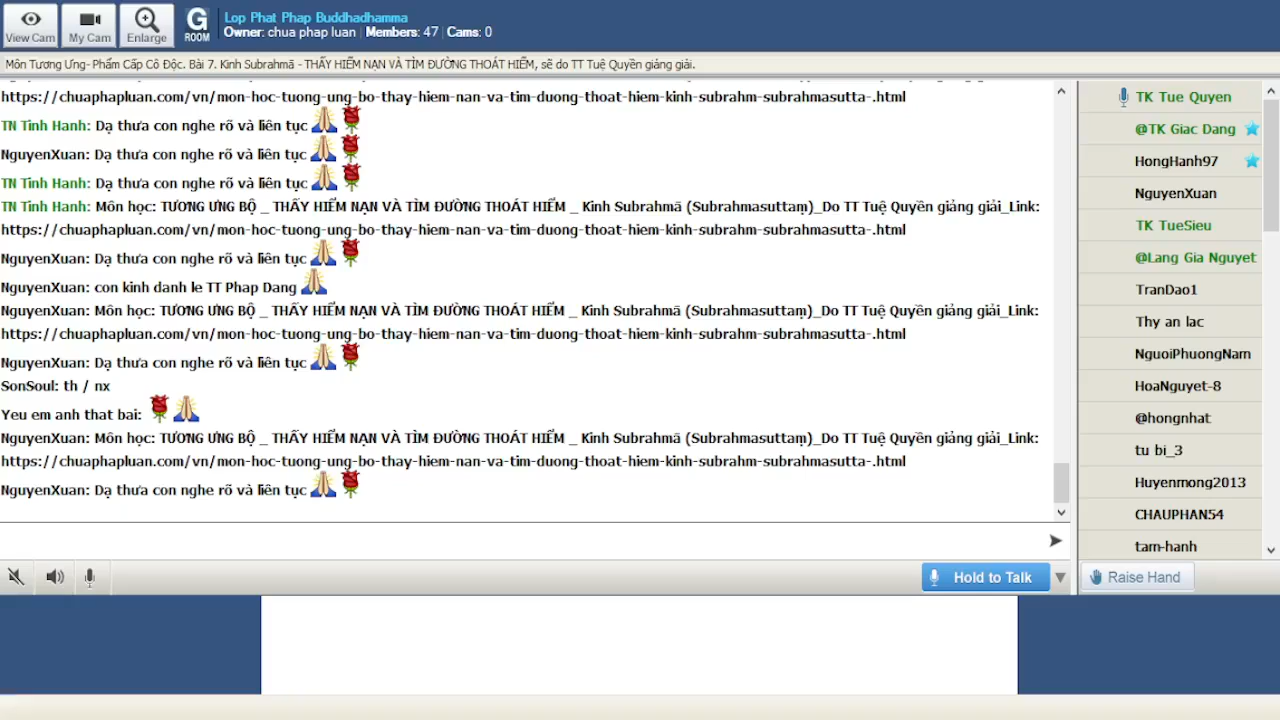 View Cam
My Cam
Enlarge
G
ROOM
Lop Phat Phap Buddhadhamma
Owner: chua phap luan | Members: 47 | Cams: 0
Môn Tương Ưng- Phẩm Cấp Cô Độc. Bài 7. Kinh Subrahmā - THẤY HIỂM NẠN VÀ TÌM ĐƯỜNG THOÁT HIỂM, sẽ do TT Tuệ Quyền giảng giải.
https://chuaphapluan.com/vn/mon-hoc-tuong-ung-bo-thay-hiem-nan-va-tim-duong-thoat-hiem-kinh-subrahm-subrahmasutta-.html
TN Tinh Hanh: Dạ thưa con nghe rõ và liên tục
NguyenXuan: Dạ thưa con nghe rõ và liên tục
TN Tinh Hanh: Dạ thưa con nghe rõ và liên tục
TN Tinh Hanh: Môn học: TƯƠNG ƯNG BỘ _ THẤY HIỂM NẠN VÀ TÌM ĐƯỜNG THOÁT HIỂM _ Kinh Subrahmā (Subrahmasuttaṃ)_Do TT Tuệ Quyền giảng giải_Link:
https://chuaphapluan.com/vn/mon-hoc-tuong-ung-bo-thay-hiem-nan-va-tim-duong-thoat-hiem-kinh-subrahm-subrahmasutta-.html
NguyenXuan: Dạ thưa con nghe rõ và liên tục
NguyenXuan: con kinh danh le TT Phap Dang
NguyenXuan: Môn học: TƯƠNG ƯNG BỘ _ THẤY HIỂM NẠN VÀ TÌM ĐƯỜNG THOÁT HIỂM _ Kinh Subrahmā (Subrahmasuttaṃ)_Do TT Tuệ Quyền giảng giải_Link:
https://chuaphapluan.com/vn/mon-hoc-tuong-ung-bo-thay-hiem-nan-va-tim-duong-thoat-hiem-kinh-subrahm-subrahmasutta-.html
NguyenXuan: Dạ thưa con nghe rõ và liên tục
SonSoul: th / nx
Yeu em anh that bai:
NguyenXuan: Môn học: TƯƠNG ƯNG BỘ _ THẤY HIỂM NẠN VÀ TÌM ĐƯỜNG THOÁT HIỂM _ Kinh Subrahmā (Subrahmasuttaṃ)_Do TT Tuệ Quyền giảng giải_Link:
https://chuaphapluan.com/vn/mon-hoc-tuong-ung-bo-thay-hiem-nan-va-tim-duong-thoat-hiem-kinh-subrahm-subrahmasutta-.html
NguyenXuan: Dạ thưa con nghe rõ và liên tục
Hold to Talk
TK Tue Quyen
@TK Giac Dang
HongHanh97
NguyenXuan
TK TueSieu
@Lang Gia Nguyet
TranDao1
Thy an lac
NguoiPhuongNam
HoaNguyet-8
@hongnhat
tu bi_3
Huyenmong2013
CHAUPHAN54
tam-hanh
Raise Hand